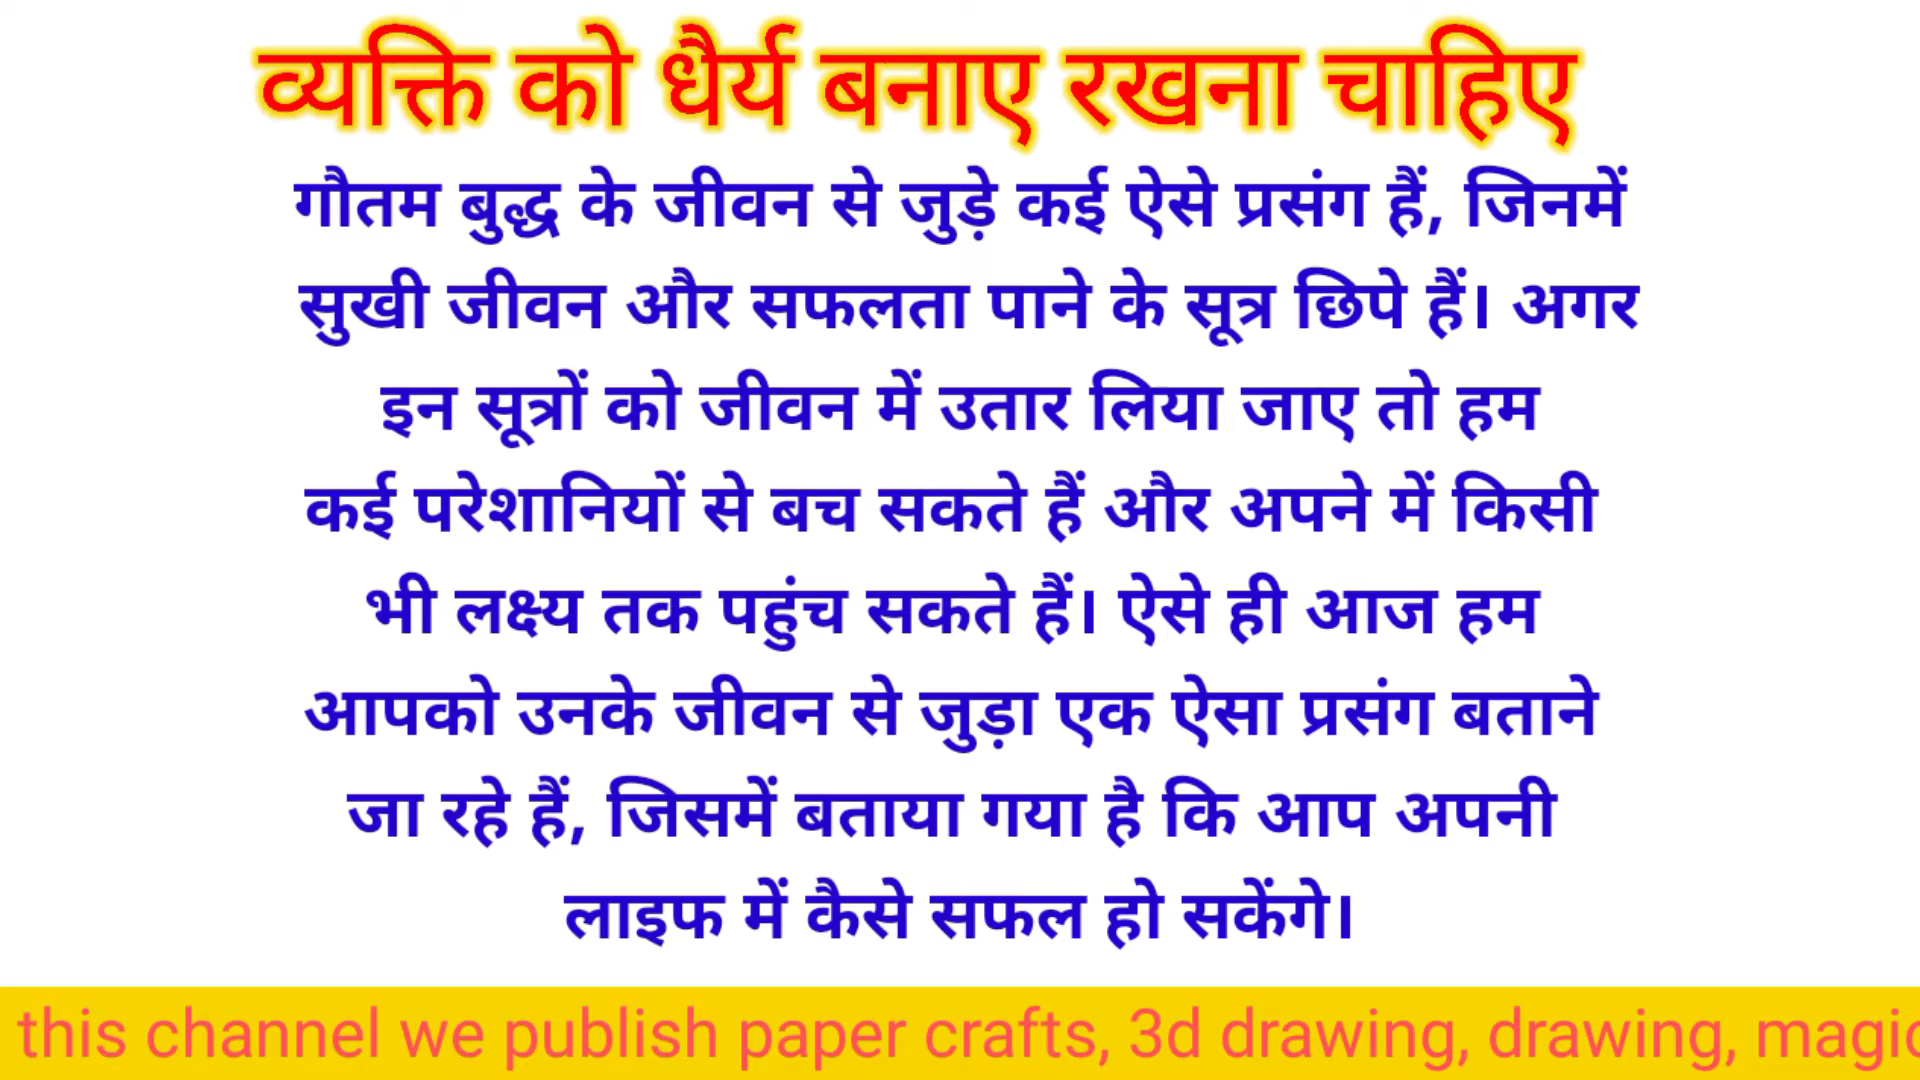 व्यक्ति को धैर्य बनाए रखना चाहिए
गौतम बुद्ध के जीवन से जुड़े कई ऐसे प्रसंग हैं, जिनमें
सुखी जीवन और सफलता पाने के सूत्र छिपे हैं। अगर
इन सूत्रों को जीवन में उतार लिया जाए तो हम
कई परेशानियों से बच सकते हैं और अपने में किसी
भी लक्ष्य तक पहुंच सकते हैं। ऐसे ही आज हम
आपको उनके जीवन से जुड़ा एक ऐसा प्रसंग बताने
जा रहे हैं, जिसमें बताया गया है कि आप अपनी
लाइफ में कैसे सफल हो सकेंगे।
this channel we publish paper crafts, 3d drawing, drawing, magic